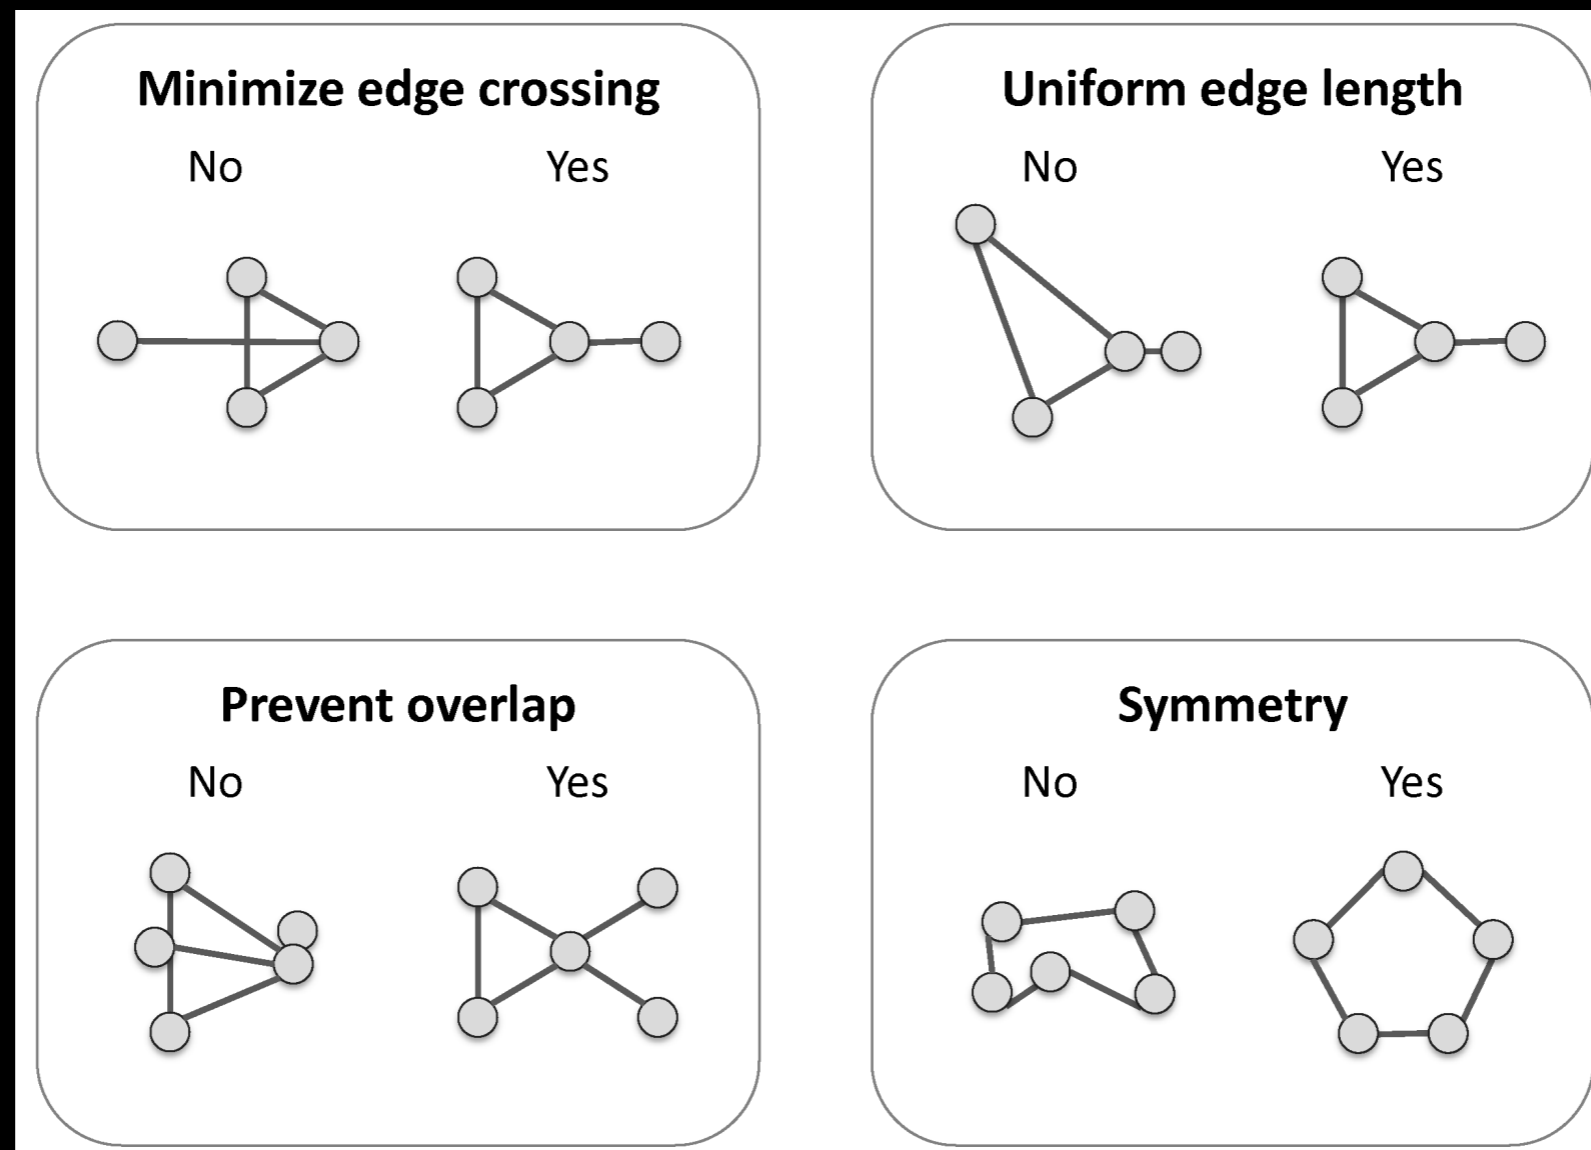 Minimize edge crossing
No Yes
Uniform edge length
No Yes
Prevent overlap
No Yes
Symmetry
No Yes